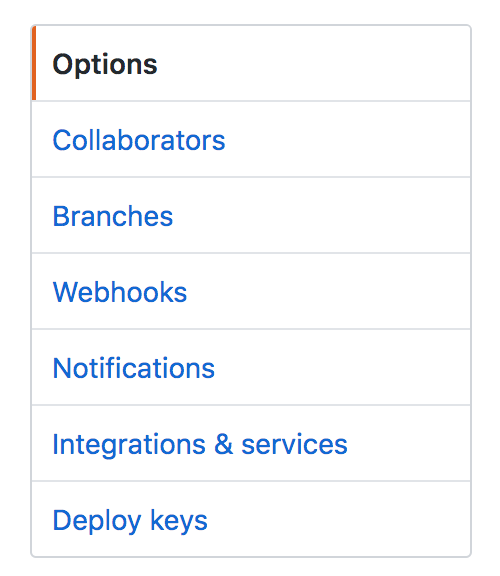 Options
Collaborators
Branches
Webhooks
Notifications
Integrations & services
Deploy keys